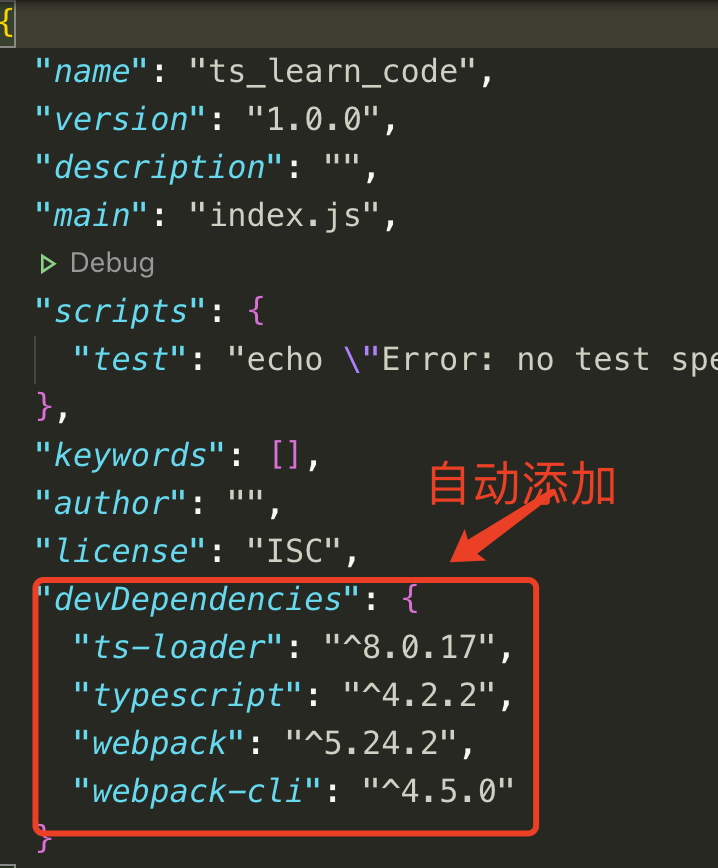 {
"name": "ts_learn_code",
"version": "1.0.0",
"description": "",
"main": "index.js",
Debug
"scripts": {
"test": "echo \"Error: no test
},
"keywords": [],
自动添加
"author": "",
"license": "ISC",
"devDependencies": {
"ts-loader": "^8.0.17",
"typescript": "^4.2.2",
"webpack": "^5.24.2",
"webpack-cli": "^4.5.0"
}